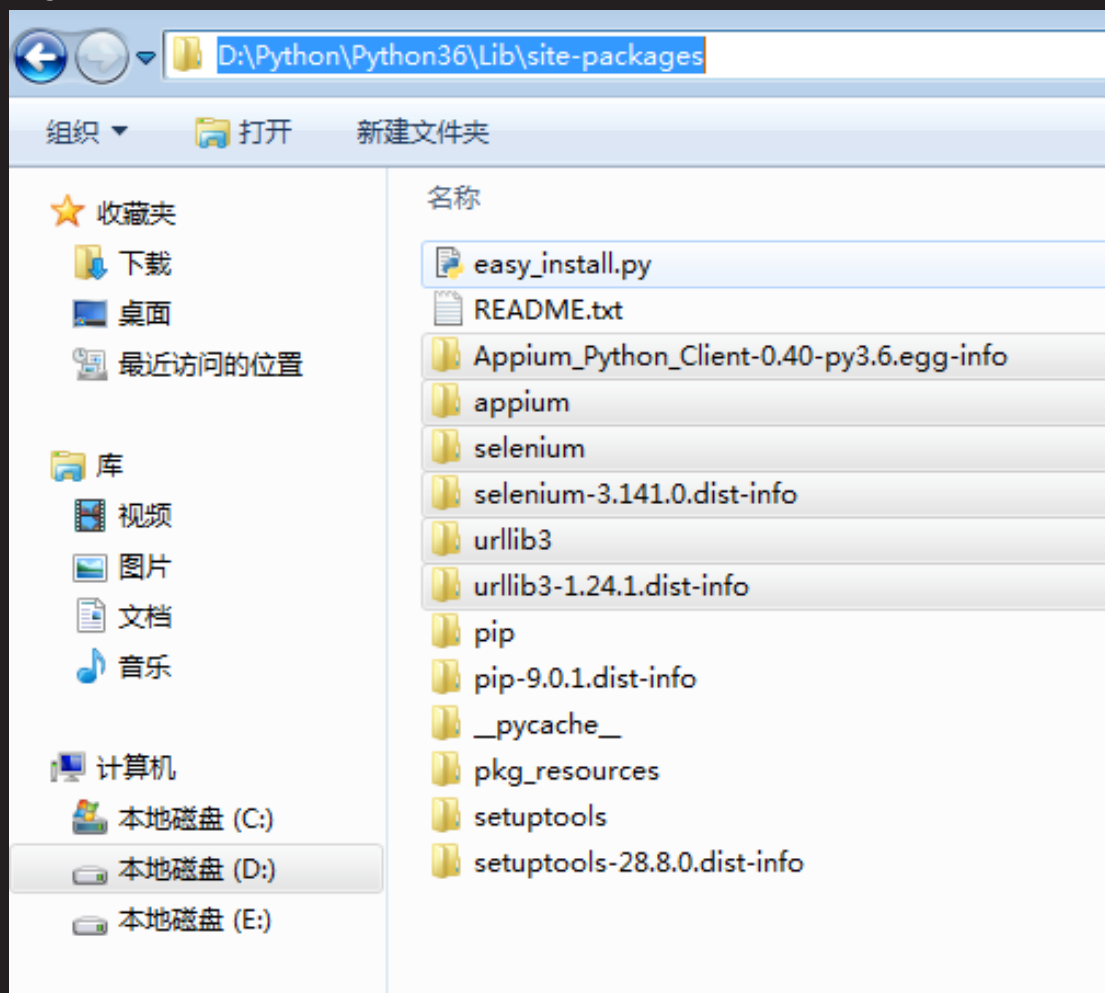 D:\Python\Python36\Lib\site-packages
组织 打开 新建文件夹
收藏夹
下载
桌面
最近访问的位置
库
视频
图片
文档
音乐
计算机
本地磁盘 (C:)
本地磁盘 (D:)
本地磁盘 (E:)
名称
easy_install.py
README.txt
Appium_Python_Client-0.40-py3.6.egg-info
appium
selenium
selenium-3.141.0.dist-info
urllib3
urllib3-1.24.1.dist-info
pip
pip-9.0.1.dist-info
__pycache__
pkg_resources
setuptools
setuptools-28.8.0.dist-info